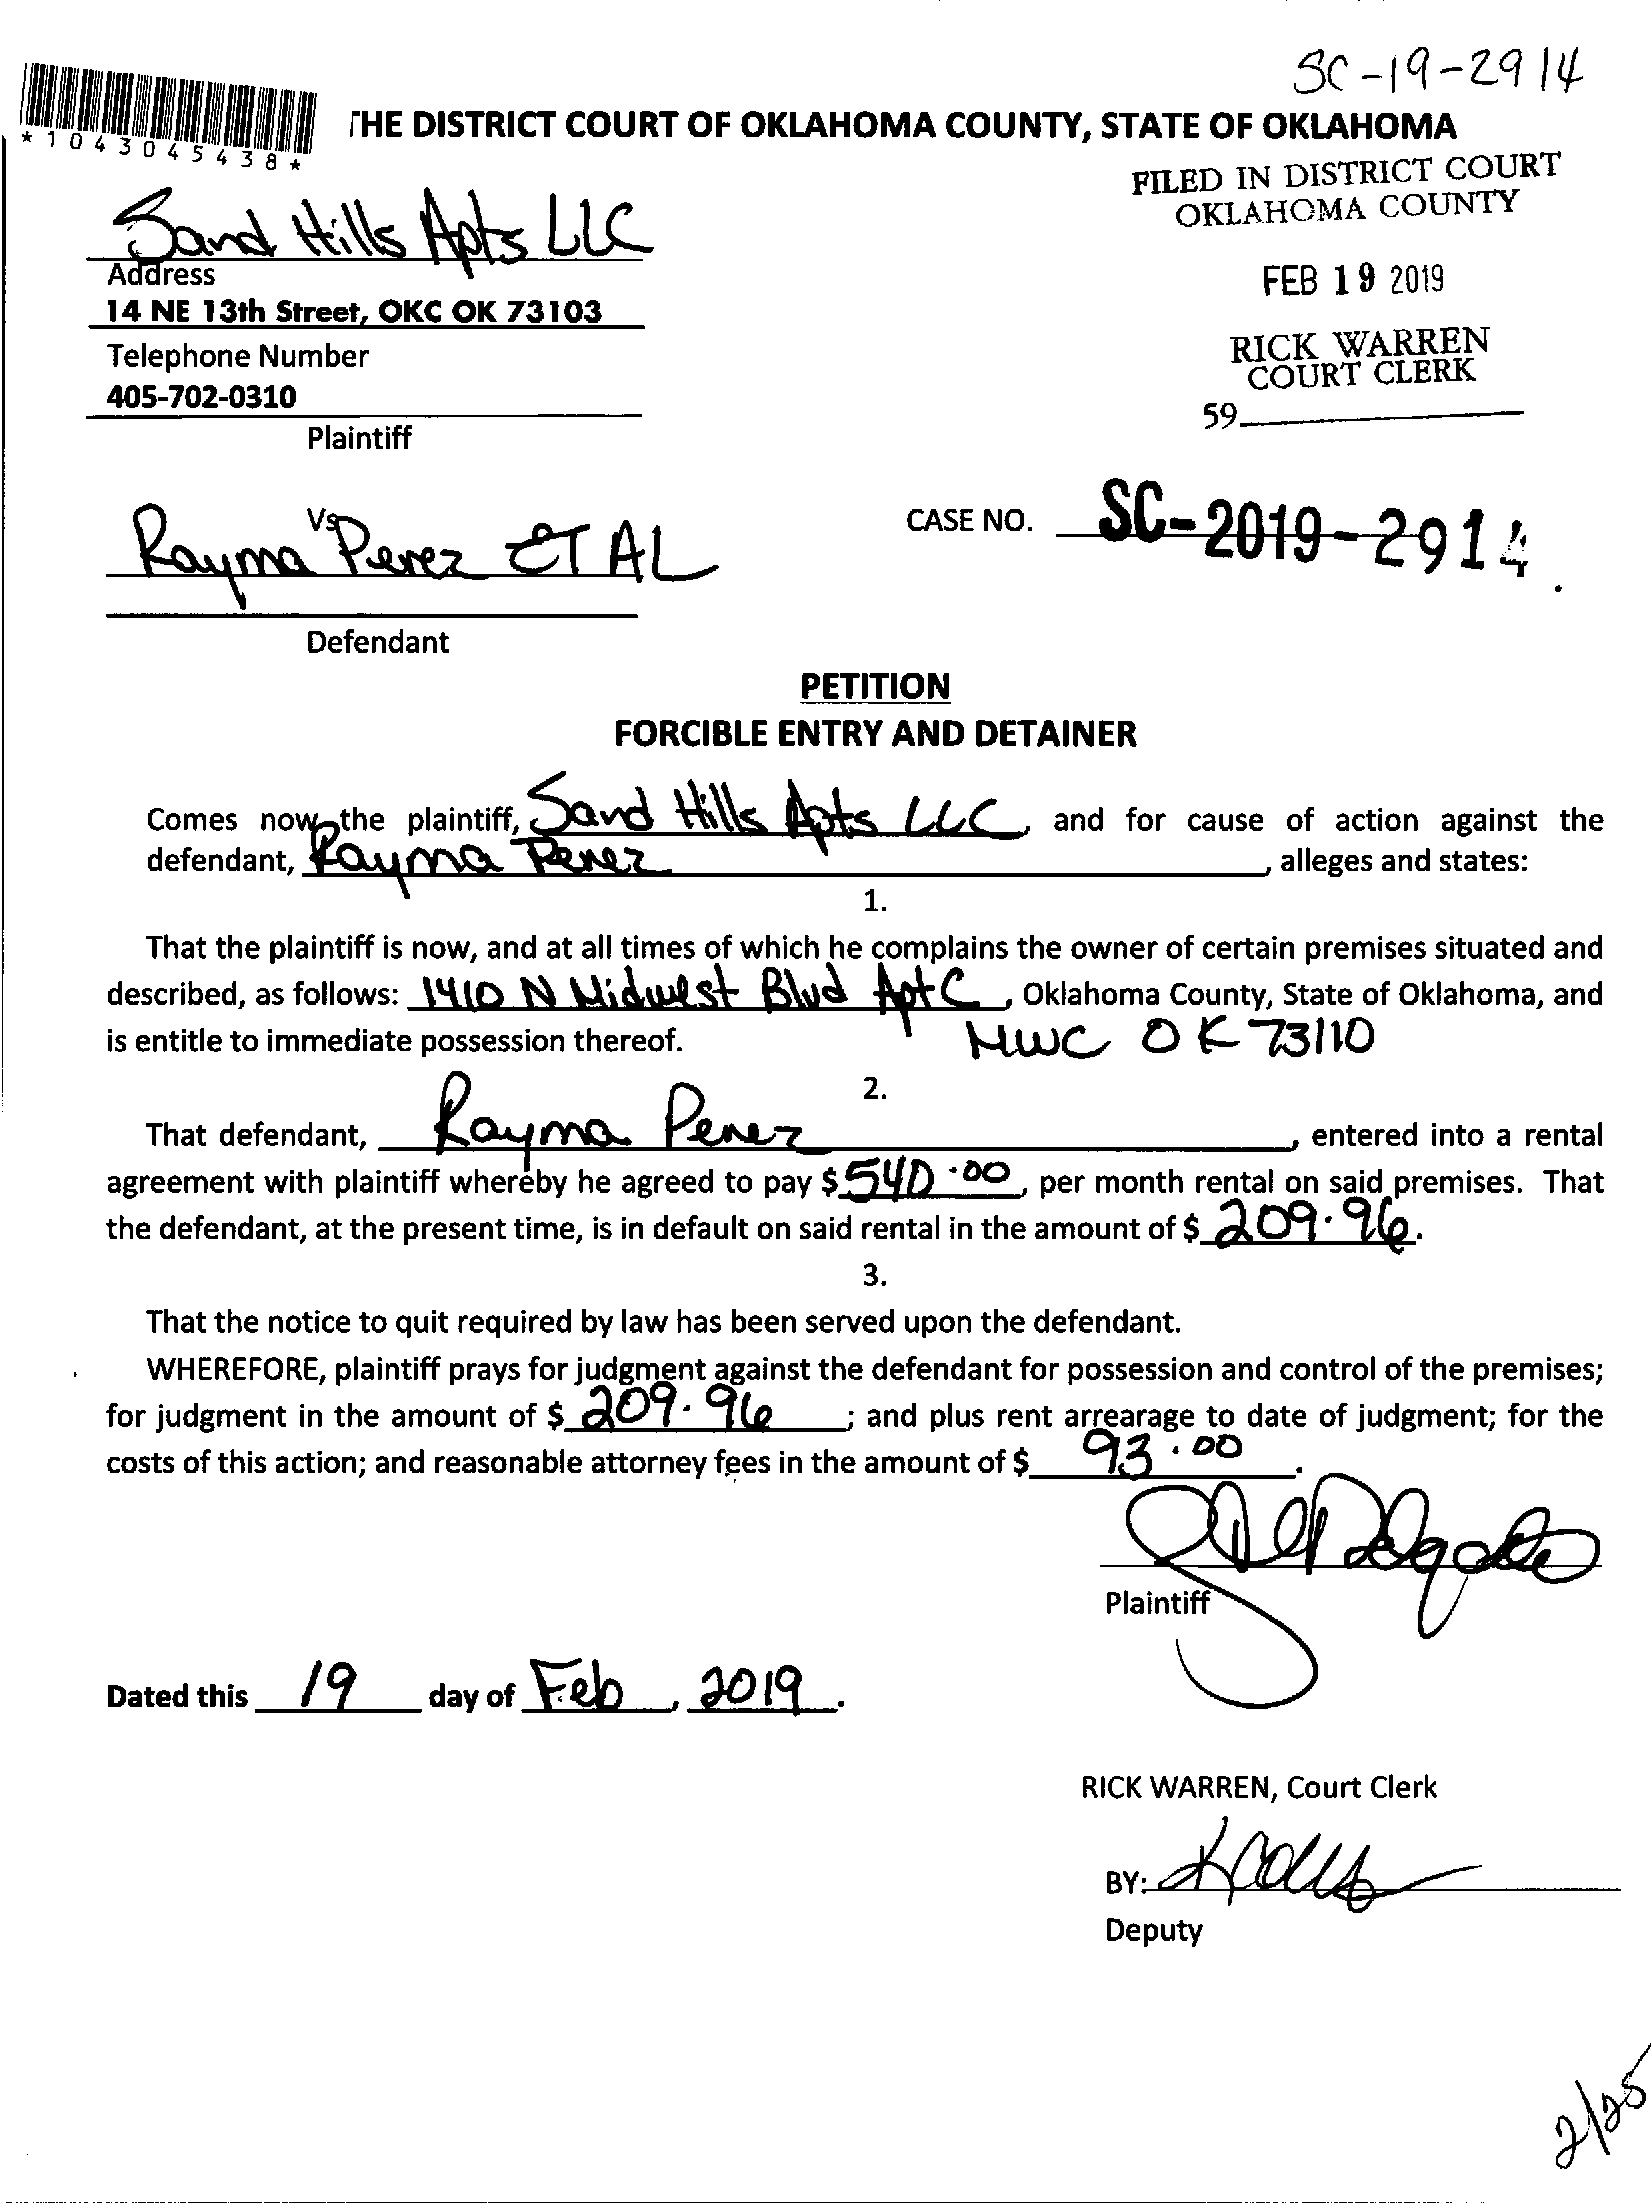 SC-19-2914
*1043045438*
THE DISTRICT COURT OF OKLAHOMA COUNTY, STATE OF OKLAHOMA
FILED IN DISTRICT COURT
OKLAHOMA COUNTY
Sand Hills Apts LLC
Address
FEB 19 2019
14 NE 13th Street, OKC OK 73103
Telephone Number
RICK WARREN
COURT CLERK
405-702-0310
59
Plaintiff
Vs
CASE NO. SC-2019-2914
Rayma Perez ET AL
Defendant
PETITION
FORCIBLE ENTRY AND DETAINER
Comes now the plaintiff, Sand Hills Apts LLC, and for cause of action against the
defendant, Rayma Perez, alleges and states:
1.
That the plaintiff is now, and at all times of which he complains the owner of certain premises situated and
described, as follows: 1410 N Midwest Blvd Apt C, Oklahoma County, State of Oklahoma, and
is entitle to immediate possession thereof. MWC OK 73110
2.
That defendant, Rayma Perez, entered into a rental
agreement with plaintiff whereby he agreed to pay $ 540.00, per month rental on said premises. That
the defendant, at the present time, is in default on said rental in the amount of $ 209.96.
3.
That the notice to quit required by law has been served upon the defendant.
WHEREFORE, plaintiff prays for judgment against the defendant for possession and control of the premises;
for judgment in the amount of $ 209.96; and plus rent arrearage to date of judgment; for the
costs of this action; and reasonable attorney fees in the amount of $ 93.00.
Plaintiff
Dated this 19 day of Feb, 2019.
RICK WARREN, Court Clerk
BY:
Deputy
2/25